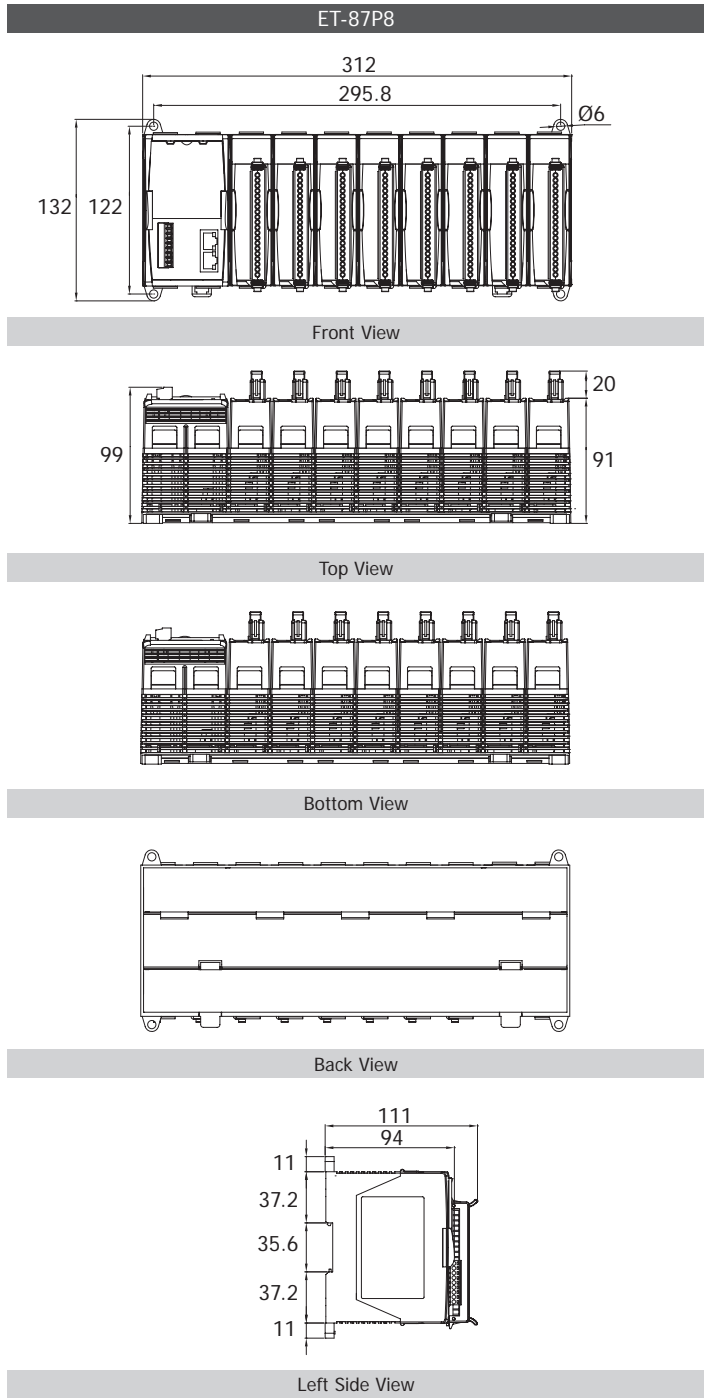 ET-87P8
312
295.8
Ø6
132 122
Front View
20
99
91
Top View
Bottom View
Back View
111
94
11
37.2
35.6
37.2
11
Left Side View